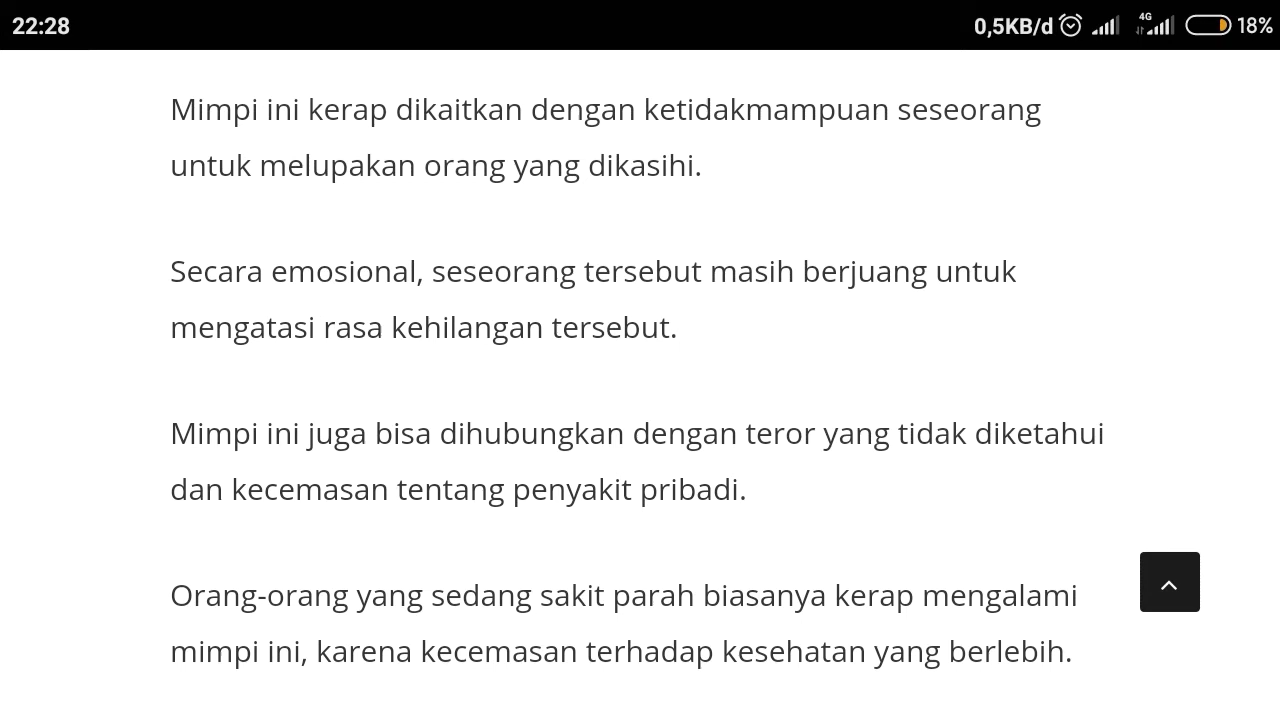 22:28 0,5KB/d 4G 18%
Mimpi ini kerap dikaitkan dengan ketidakmampuan seseorang
untuk melupakan orang yang dikasihi.
Secara emosional, seseorang tersebut masih berjuang untuk
mengatasi rasa kehilangan tersebut.
Mimpi ini juga bisa dihubungkan dengan teror yang tidak diketahui
dan kecemasan tentang penyakit pribadi.
Orang-orang yang sedang sakit parah biasanya kerap mengalami
mimpi ini, karena kecemasan terhadap kesehatan yang berlebih.